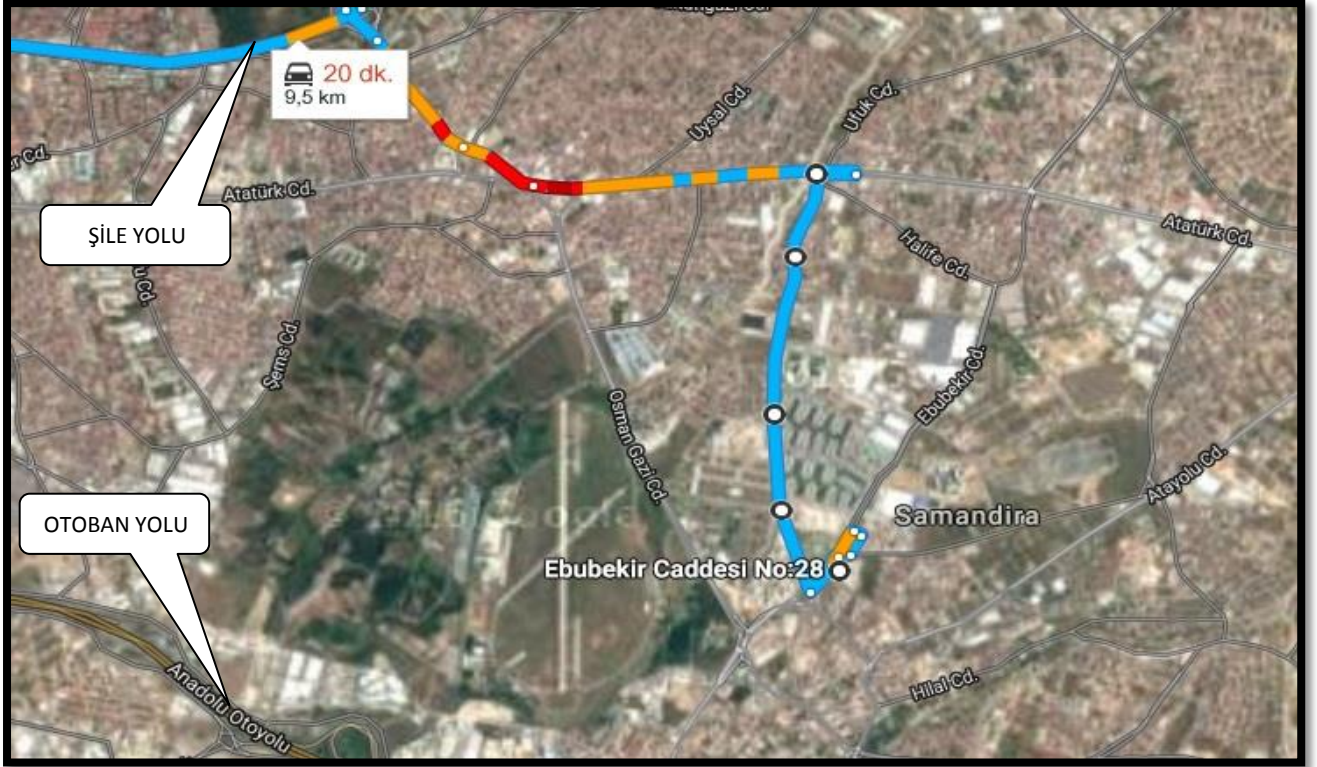 20 dk.
9,5 km
Uysal Cd.
Ufuk Cd.
Atatürk Cd.
ŞİLE YOLU
Halife Cd.
Atatürk Cd.
Şems Cd.
Ebubekir Cd.
Osman Gazi Cd.
Atayolu Cd.
OTOBAN YOLU
Samandira
Ebubekir Caddesi No:28
Anadolu Otoyolu
Hilal Cd.